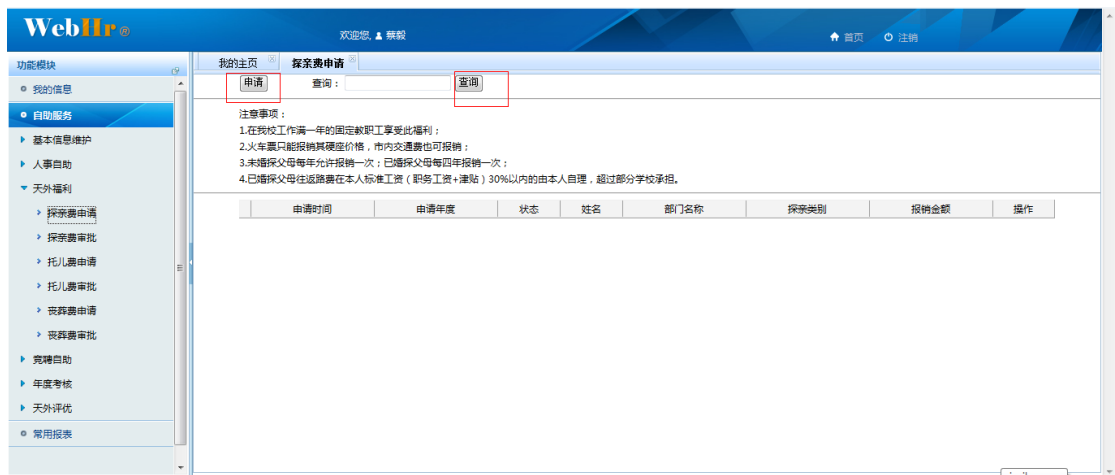 WebHr®
欢迎您, 蔡毅
首页 注销
功能模块
我的主页 探亲费申请
申请 查询： 查询
我的信息
自助服务
基本信息维护
人事自助
天外福利
探亲费申请
探亲费审批
托儿费申请
托儿费审批
丧葬费申请
丧葬费审批
竞聘自助
年度考核
天外评优
常用报表
注意事项：
1.在我校工作满一年的固定教职工享受此福利；
2.火车票只能报销其硬座价格，市内交通费也可报销；
3.未婚探父母每年允许报销一次；已婚探父母每四年报销一次；
4.已婚探父母往返路费在本人标准工资（职务工资+津贴）30%以内的由本人自理，超过部分学校承担。
申请时间 申请年度 状态 姓名 部门名称 探亲类别 报销金额 操作